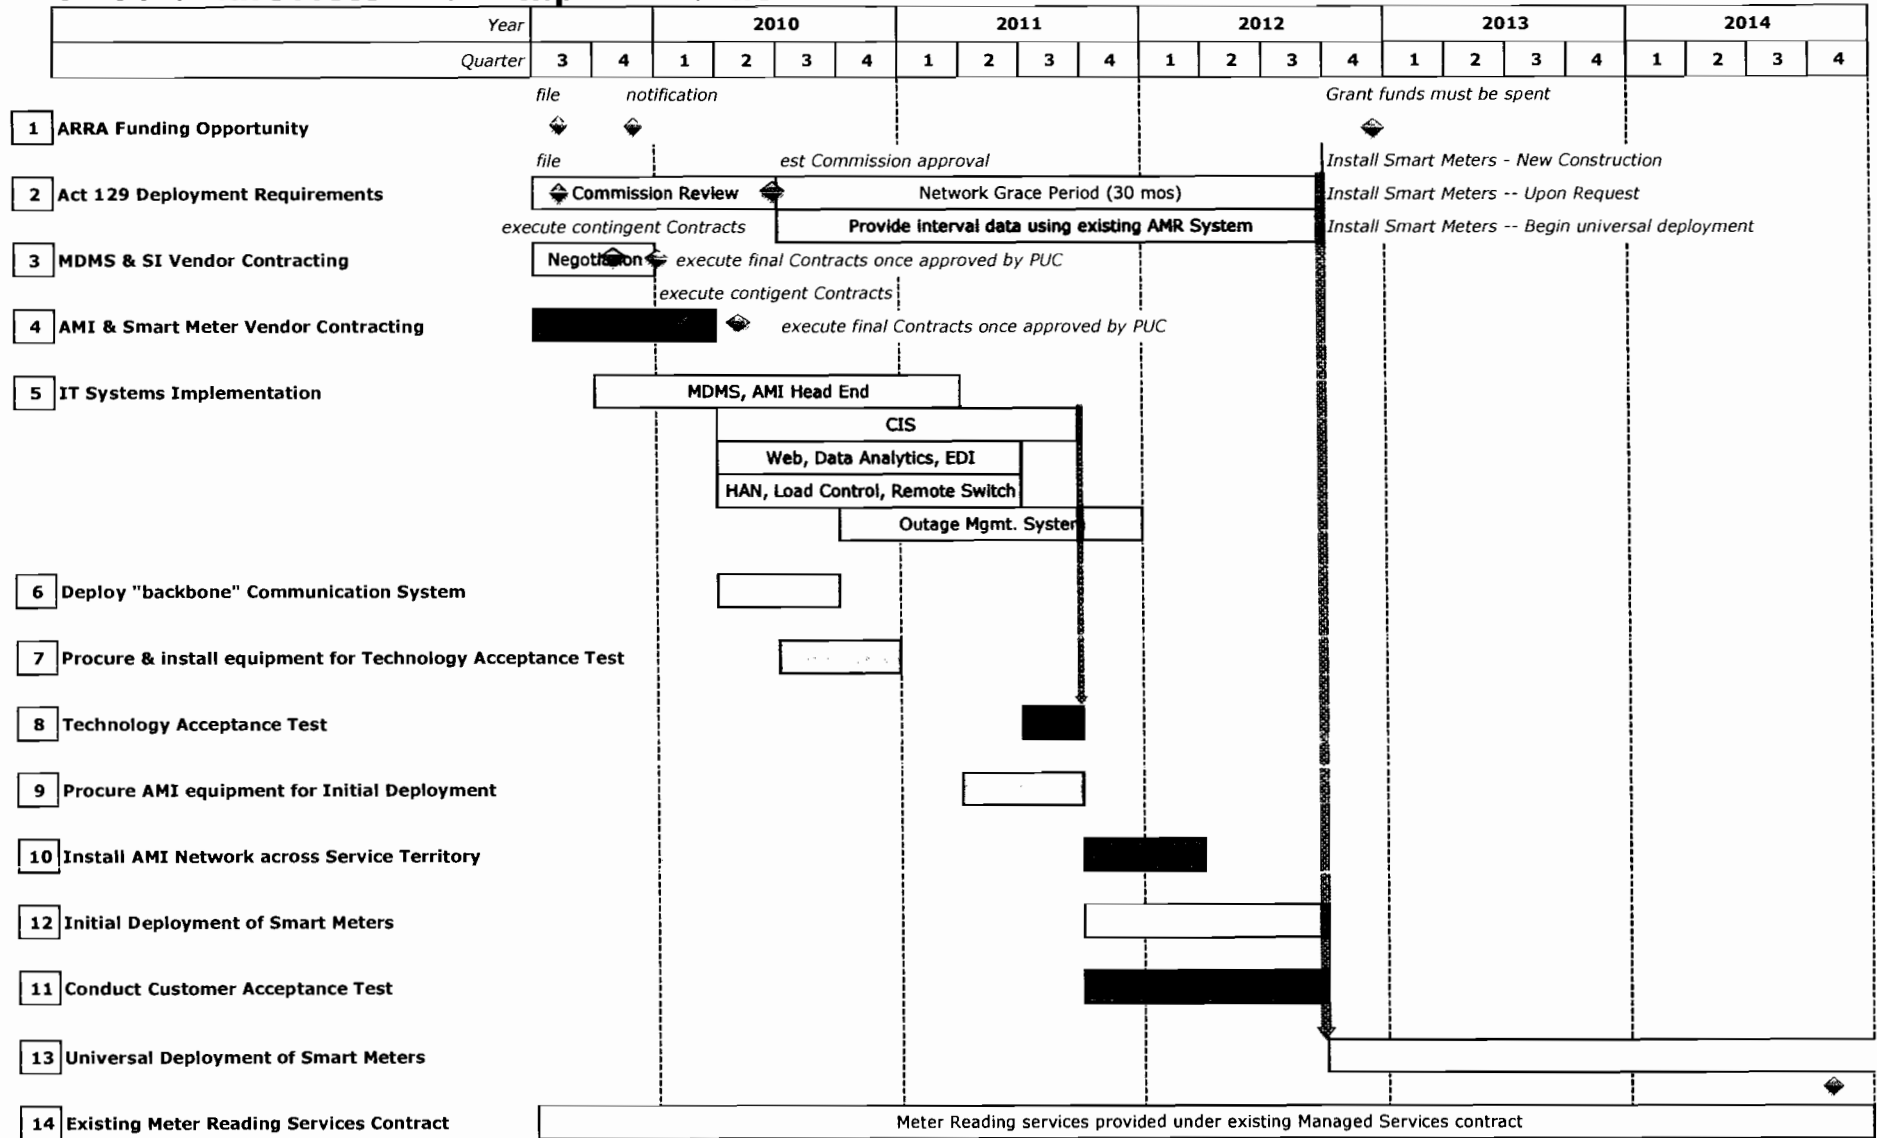 Year 2010 2011 2012 2013 2014
Quarter 3 4 1 2 3 4 1 2 3 4 1 2 3 4 1 2 3 4 1 2 3 4
file notification Grant funds must be spent
1 ARRA Funding Opportunity
file est Commission approval Install Smart Meters - New Construction
2 Act 129 Deployment Requirements Commission Review Network Grace Period (30 mos) Install Smart Meters -- Upon Request
execute contingent Contracts Provide interval data using existing AMR System Install Smart Meters -- Begin universal deployment
3 MDMS & SI Vendor Contracting Negotiation execute final Contracts once approved by PUC
execute contigent Contracts
4 AMI & Smart Meter Vendor Contracting execute final Contracts once approved by PUC
5 IT Systems Implementation MDMS, AMI Head End
CIS
Web, Data Analytics, EDI
HAN, Load Control, Remote Switch
Outage Mgmt. System
6 Deploy "backbone" Communication System
7 Procure & install equipment for Technology Acceptance Test
8 Technology Acceptance Test
9 Procure AMI equipment for Initial Deployment
10 Install AMI Network across Service Territory
12 Initial Deployment of Smart Meters
11 Conduct Customer Acceptance Test
13 Universal Deployment of Smart Meters
14 Existing Meter Reading Services Contract Meter Reading services provided under existing Managed Services contract